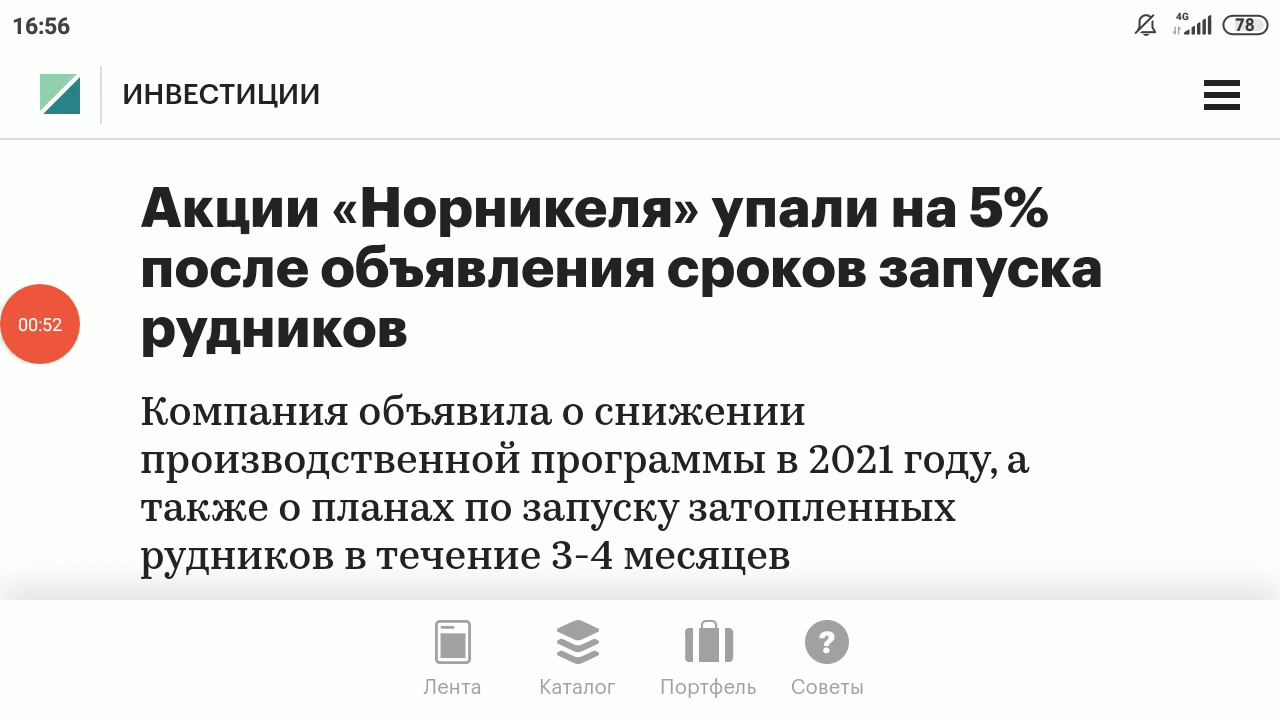 16:56
4G
78
ИНВЕСТИЦИИ
Акции «Норникеля» упали на 5%
после объявления сроков запуска
рудников
00:52
Компания объявила о снижении
производственной программы в 2021 году, а
также о планах по запуску затопленных
рудников в течение 3-4 месяцев
?
Лента Каталог Портфель Советы